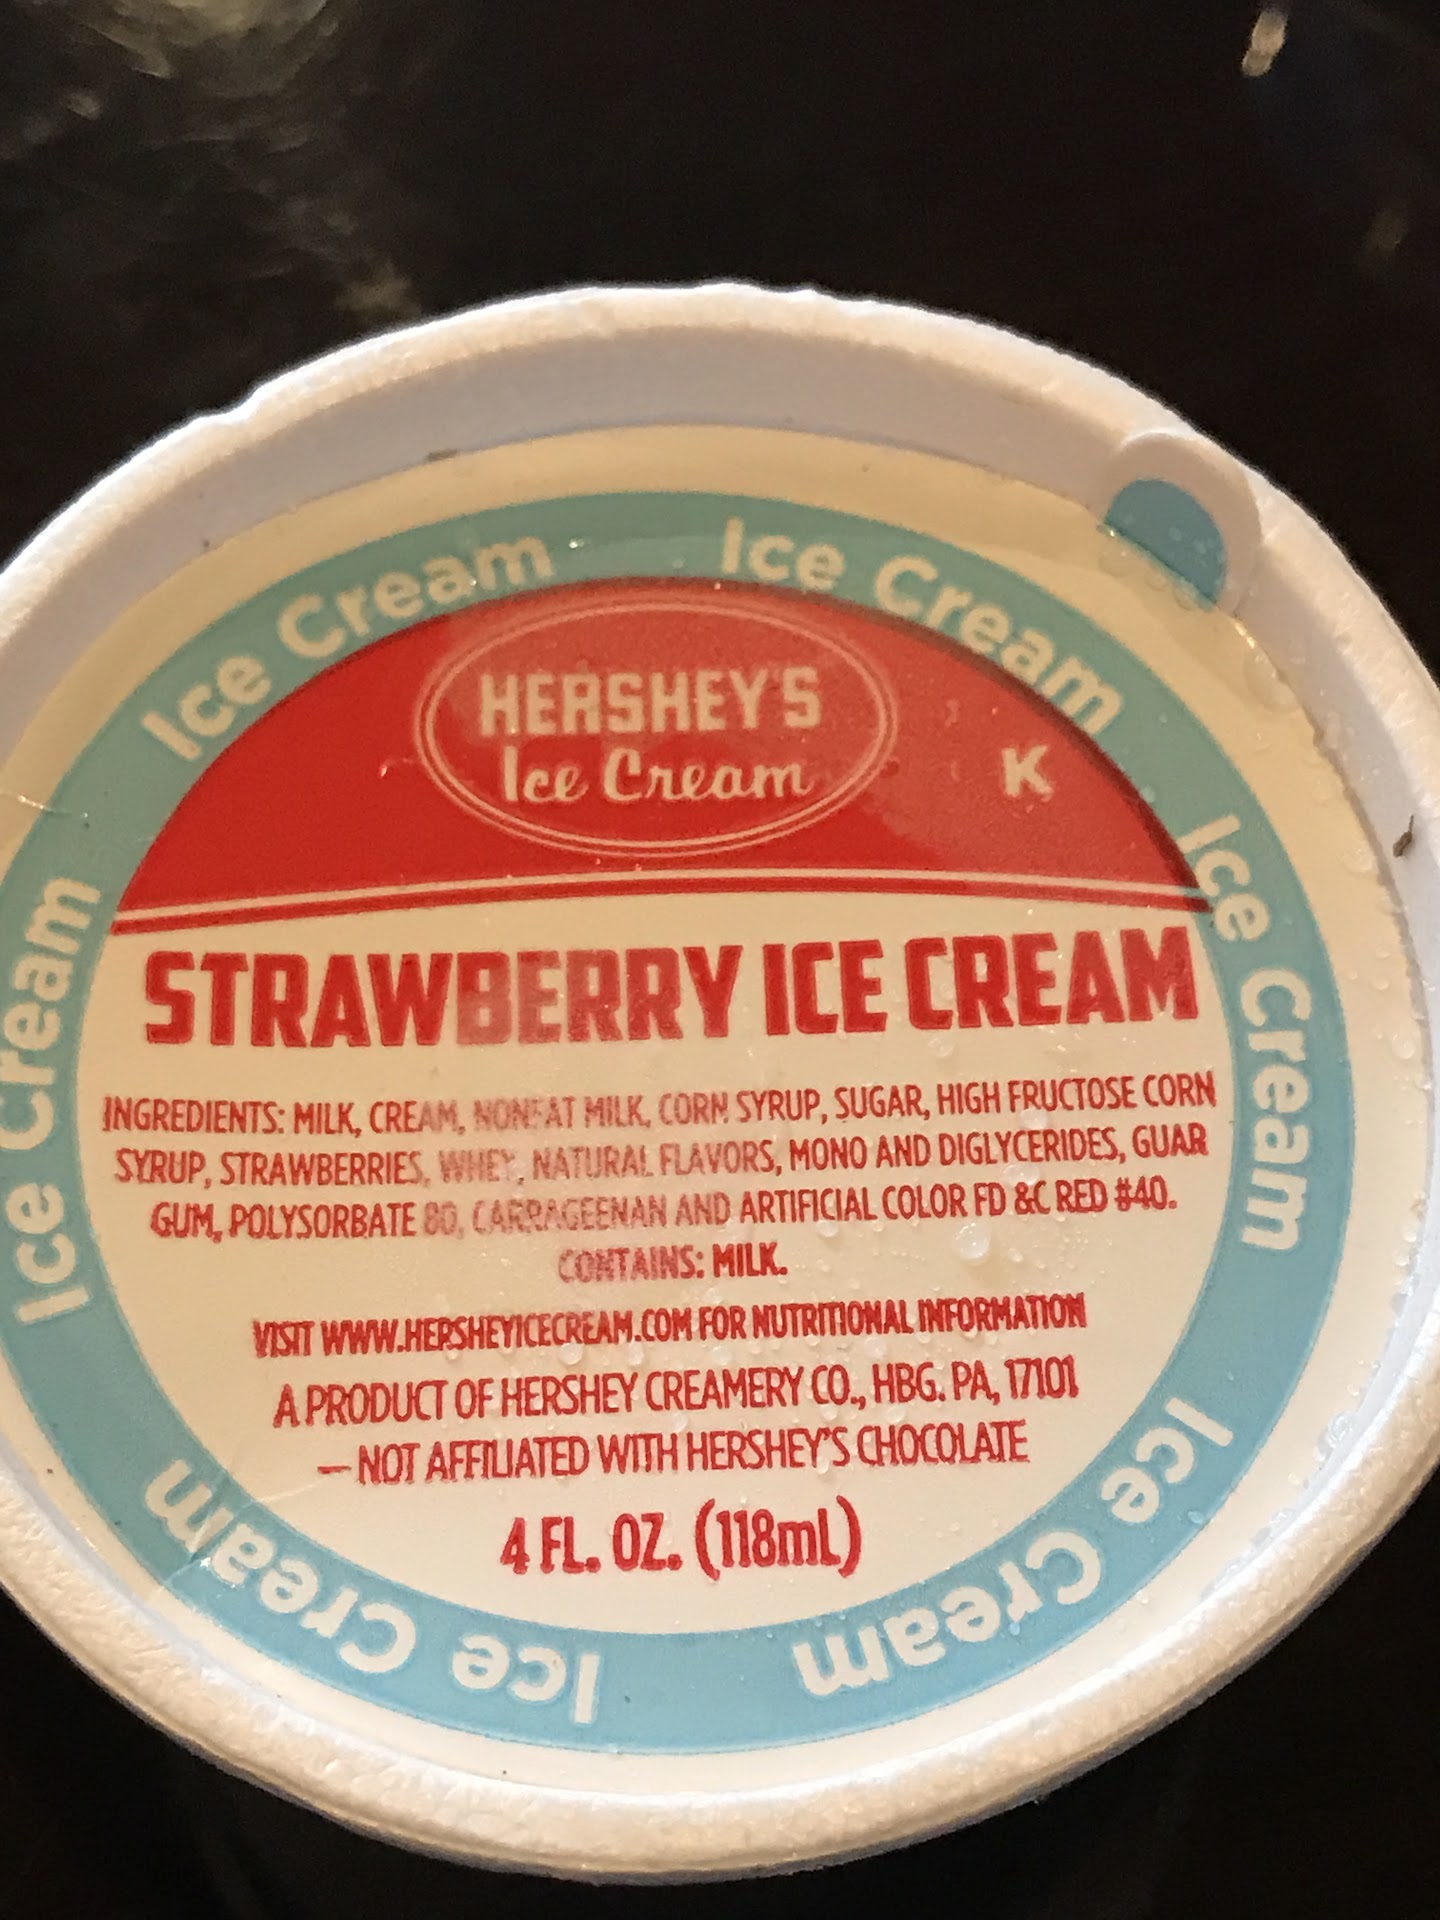 Ice Cream
Ice Cream
Ice Cream
Ice Cream
Ice Cream
Ice Cream
HERSHEY'S
Ice Cream
K
STRAWBERRY ICE CREAM
INGREDIENTS: MILK, CREAM, NONFAT MILK, CORN SYRUP, SUGAR, HIGH FRUCTOSE CORN
SYRUP, STRAWBERRIES, WHEY, NATURAL FLAVORS, MONO AND DIGLYCERIDES, GUAR
GUM, POLYSORBATE 80, CARRAGEENAN AND ARTIFICIAL COLOR FD &C RED #40.
CONTAINS: MILK.
VISIT WWW.HERSHEYICECREAM.COM FOR NUTRITIONAL INFORMATION
A PRODUCT OF HERSHEY CREAMERY CO., HBG. PA, 17101
– NOT AFFILIATED WITH HERSHEY'S CHOCOLATE
4 FL. OZ. (118mL)